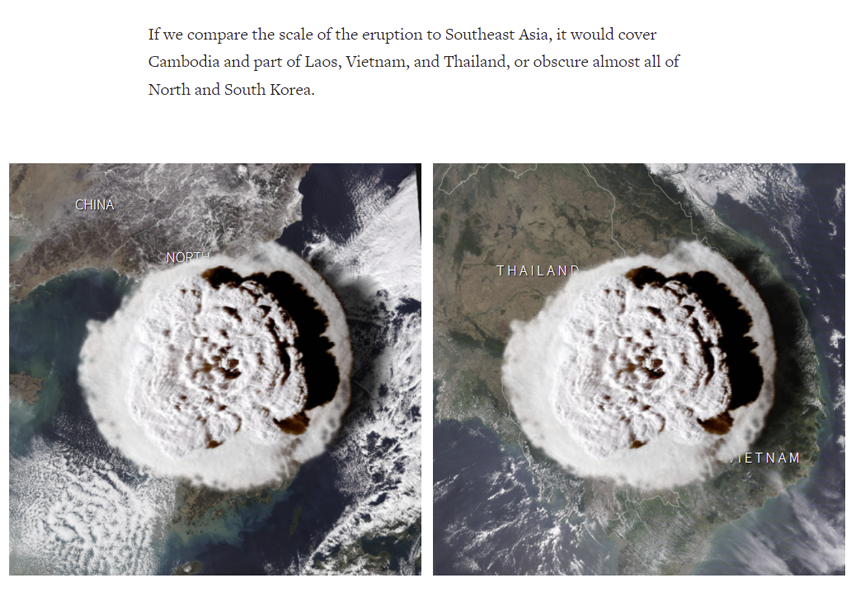 If we compare the scale of the eruption to Southeast Asia, it would cover
Cambodia and part of Laos, Vietnam, and Thailand, or obscure almost all of
North and South Korea.
CHINA
NORTH
THAILAND
VIETNAM